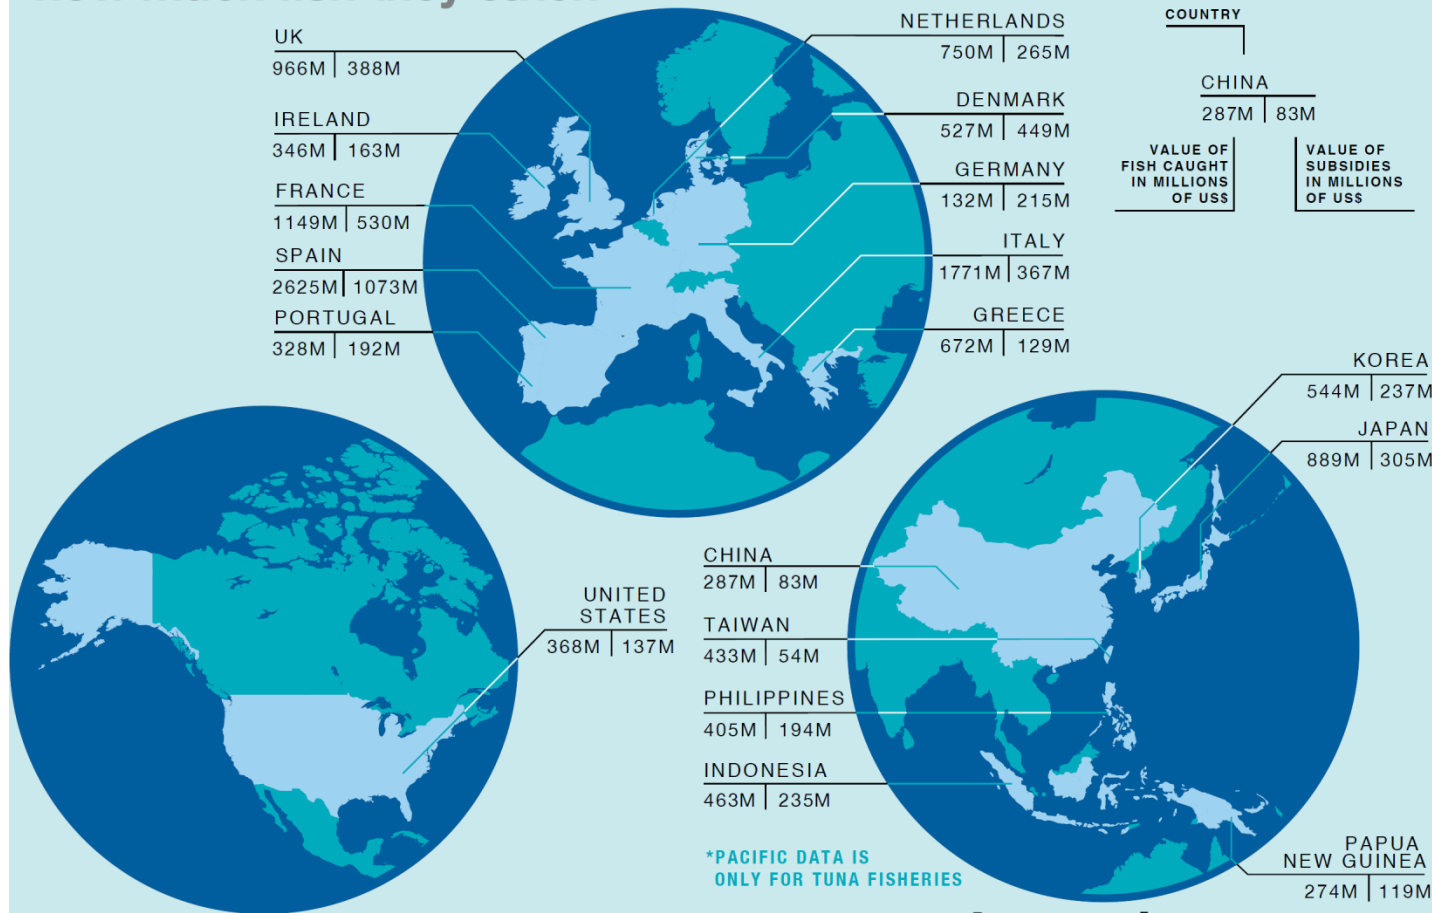 UK
966M | 388M
IRELAND
346M | 163M
FRANCE
1149M | 530M
SPAIN
2625M | 1073M
PORTUGAL
328M | 192M
NETHERLANDS
750M | 265M
DENMARK
527M | 449M
GERMANY
132M | 215M
ITALY
1771M | 367M
GREECE
672M | 129M
COUNTRY
CHINA
287M | 83M
VALUE OF
FISH CAUGHT
IN MILLIONS
OF US$
VALUE OF
SUBSIDIES
IN MILLIONS
OF US$
UNITED
STATES
368M | 137M
KOREA
544M | 237M
JAPAN
889M | 305M
CHINA
287M | 83M
TAIWAN
433M | 54M
PHILIPPINES
405M | 194M
INDONESIA
463M | 235M
PAPUA
NEW GUINEA
274M | 119M
*PACIFIC DATA IS
ONLY FOR TUNA FISHERIES